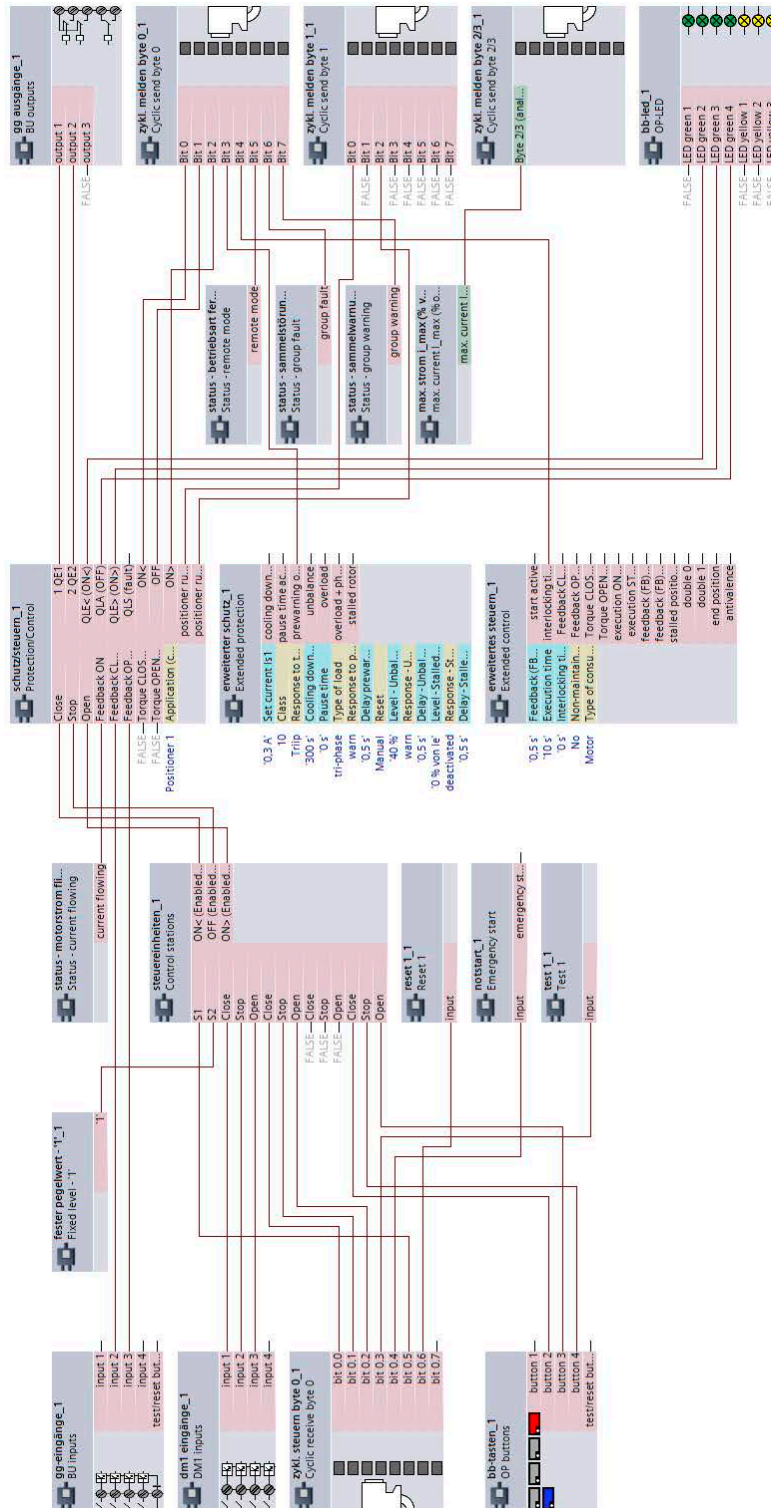 gg-eingänge_1
BU inputs
input 1
input 2
input 3
input 4
test/reset but...
dm1 eingänge_1
DM1 inputs
input 1
input 2
input 3
input 4
zykl. steuern byte 0_1
Cyclic receive byte 0
bit 0.0
bit 0.1
bit 0.2
bit 0.3
bit 0.4
bit 0.5
bit 0.6
bit 0.7
bb-tasten_1
OP buttons
button 1
button 2
button 3
button 4
test/reset but...
fester pegelwert - '1'_1
Fixed level - '1'
'1'
status - motorstrom fli...
Status - current flowing
current flowing
steuereinheiten_1
Control stations
S1
S2
Close
Stop
Open
Close
Stop
Open
FALSE Close
FALSE Stop
FALSE Open
Close
Stop
Open
ON< (Enabled...
OFF (Enabled...
ON> (Enabled...
reset 1_1
Reset 1
input
notstart_1
Emergency start
input
emergency st...
test 1_1
Test 1
input
schutz/steuern_1
Protection/Control
Close
Stop
Open
Feedback ON
Feedback CL...
Feedback OP...
FALSE Torque CLOS...
FALSE Torque OPEN...
Positioner 1 Application (c...
1 QE1
2 QE2
QLE< (ON<)
QLA (OFF)
QLE> (ON>)
QLS (fault)
ON<
OFF
ON>
positioner ru...
positioner ru...
erweiterter schutz_1
Extended protection
'0,3 A' Set current Is1
10 Class
Triip Response to t...
'300 s' Cooling down...
'0 s' Pause time
tri-phase Type of load
warn Response to p...
'0,5 s' Delay prewar...
Manual Reset
'40 %' Level - Unbal...
warn Response - U...
'0,5 s' Delay - Unbal...
'0 % von Ie' Level - Stalled...
deactivated Response - St...
'0,5 s' Delay - Stalle...
cooling down...
pause time ac...
prewarning o...
unbalance
overload
overload + ph...
stalled rotor
erweitertes steuern_1
Extended control
'0,5 s' Feedback (FB...
'10 s' Execution time
'0 s' Interlocking ti...
No Non-maintain...
Motor Type of consu...
start active
Interlocking ti...
Feedback CL...
Feedback OP...
Torque CLOS...
Torque OPEN...
execution ON...
execution ST...
feedback (FB)...
feedback (FB)...
stalled positio...
double 0
double 1
end position
antivalence
status - betriebsart fer...
Status - remote mode
remote mode
status - sammelstörun...
Status - group fault
group fault
status - sammelwarnu...
Status - group warning
group warning
max. strom i_max (% v...
max. current I_max (% o...
max. current I...
gg ausgänge_1
BU outputs
output 1
output 2
FALSE output 3
zykl. melden byte 0_1
Cyclic send byte 0
Bit 0
Bit 1
Bit 2
Bit 3
Bit 4
Bit 5
Bit 6
Bit 7
zykl. melden byte 1_1
Cyclic send byte 1
Bit 0
FALSE Bit 1
Bit 2
FALSE Bit 3
FALSE Bit 4
FALSE Bit 5
FALSE Bit 6
FALSE Bit 7
zykl. melden byte 2/3_1
Cyclic send byte 2/3
Byte 2/3 (anal...
bb-led_1
OP-LED
FALSE LED green 1
LED green 2
LED green 3
LED green 4
FALSE LED yellow 1
FALSE LED yellow 2
FALSE LED yellow 3